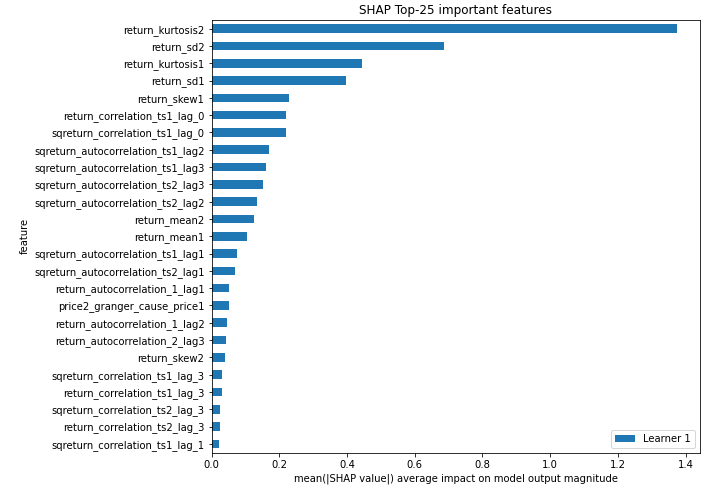 SHAP Top-25 important features
return_kurtosis2
return_sd2
return_kurtosis1
return_sd1
return_skew1
return_correlation_ts1_lag_0
sqreturn_correlation_ts1_lag_0
sqreturn_autocorrelation_ts1_lag2
sqreturn_autocorrelation_ts1_lag3
sqreturn_autocorrelation_ts2_lag3
sqreturn_autocorrelation_ts2_lag2
return_mean2
return_mean1
sqreturn_autocorrelation_ts1_lag1
sqreturn_autocorrelation_ts2_lag1
return_autocorrelation_1_lag1
price2_granger_cause_price1
return_autocorrelation_1_lag2
return_autocorrelation_2_lag3
return_skew2
sqreturn_correlation_ts1_lag_3
return_correlation_ts1_lag_3
sqreturn_correlation_ts2_lag_3
return_correlation_ts2_lag_3
sqreturn_correlation_ts1_lag_1
feature
Learner 1
0.0 0.2 0.4 0.6 0.8 1.0 1.2 1.4
mean(|SHAP value|) average impact on model output magnitude